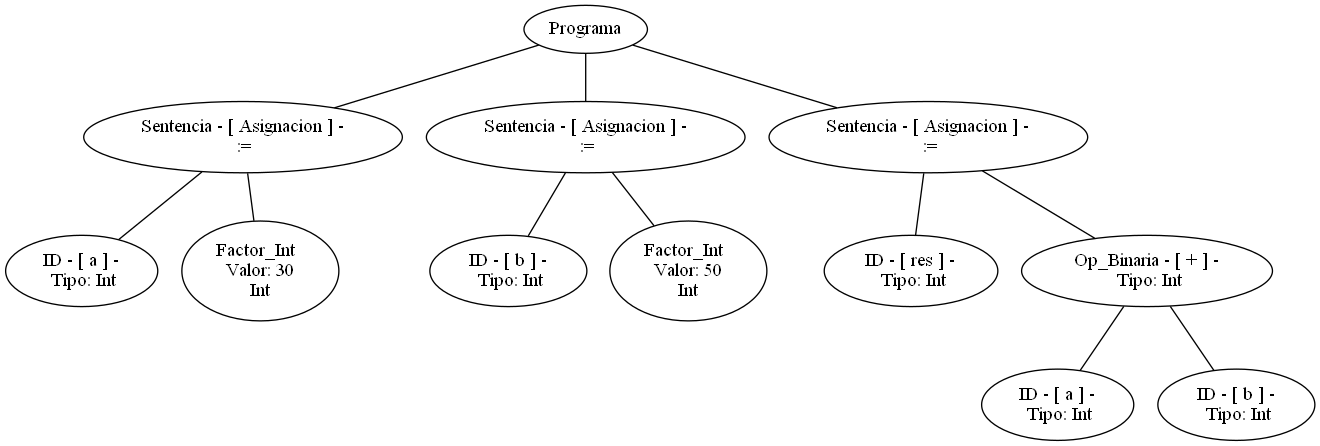 Programa
Sentencia - [ Asignacion ] -
:=
Sentencia - [ Asignacion ] -
:=
Sentencia - [ Asignacion ] -
:=
ID - [ a ] -
Tipo: Int
Factor_Int
Valor: 30
Int
ID - [ b ] -
Tipo: Int
Factor_Int
Valor: 50
Int
ID - [ res ] -
Tipo: Int
Op_Binaria - [ + ] -
Tipo: Int
ID - [ a ] -
Tipo: Int
ID - [ b ] -
Tipo: Int